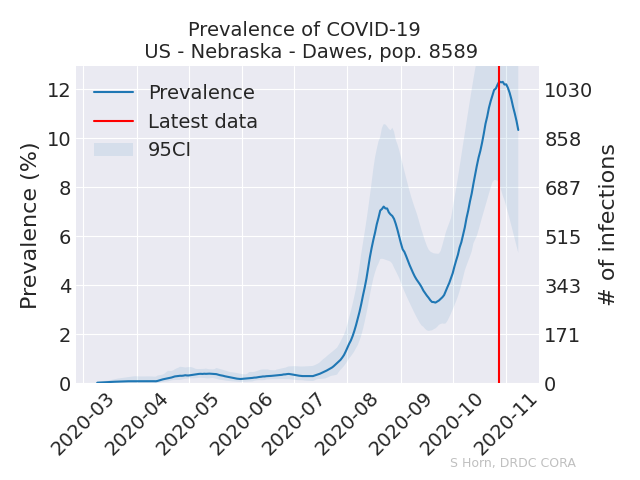 Prevalence of COVID-19
US - Nebraska - Dawes, pop. 8589
Prevalence (%)
12
10
8
6
4
2
0
Prevalence
Latest data
95CI
1030
858
687
515
343
171
0
# of infections
2020-03
2020-04
2020-05
2020-06
2020-07
2020-08
2020-09
2020-10
2020-11
S Horn, DRDC CORA